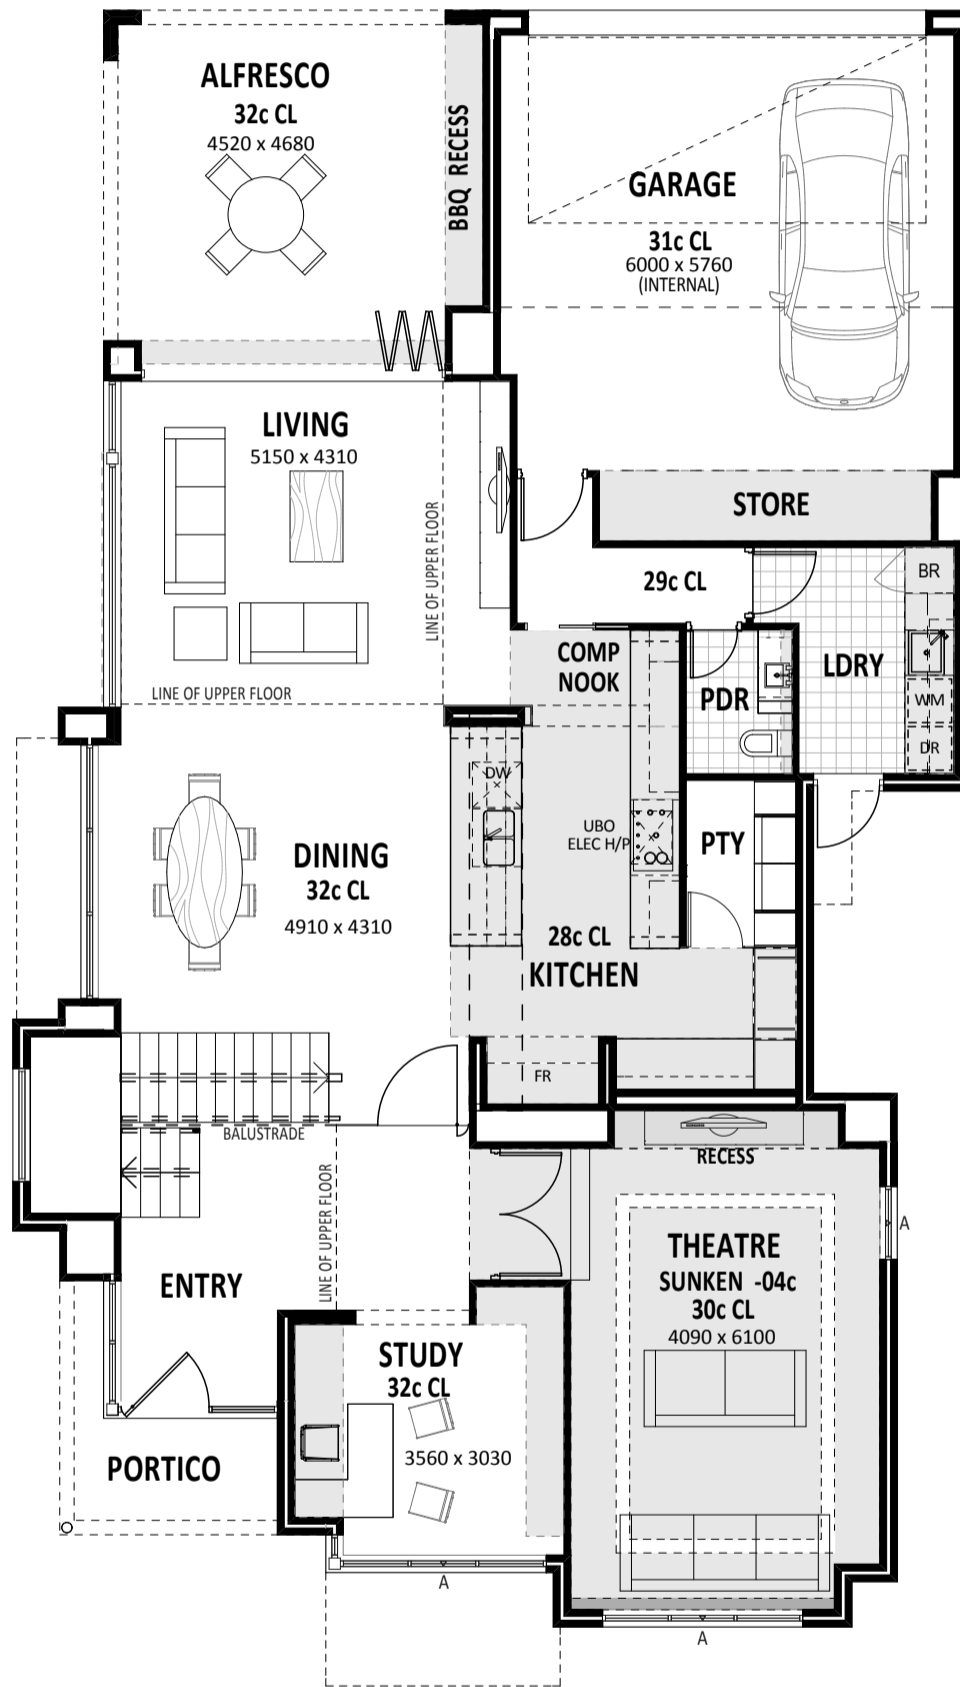 ALFRESCO
32c CL
4520 x 4680
BBQ RECESS
GARAGE
31c CL
6000 x 5760
(INTERNAL)
LIVING
5150 x 4310
LINE OF UPPER FLOOR
STORE
29c CL
BR
COMP
NOOK
LDRY
PDR
WM
DR
LINE OF UPPER FLOOR
DW
UBO
ELEC H/P
PTY
DINING
32c CL
4910 x 4310
28c CL
KITCHEN
FR
BALUSTRADE
RECESS
LINE OF UPPER FLOOR
A
THEATRE
SUNKEN -04c
30c CL
4090 x 6100
ENTRY
STUDY
32c CL
3560 x 3030
PORTICO
A
A